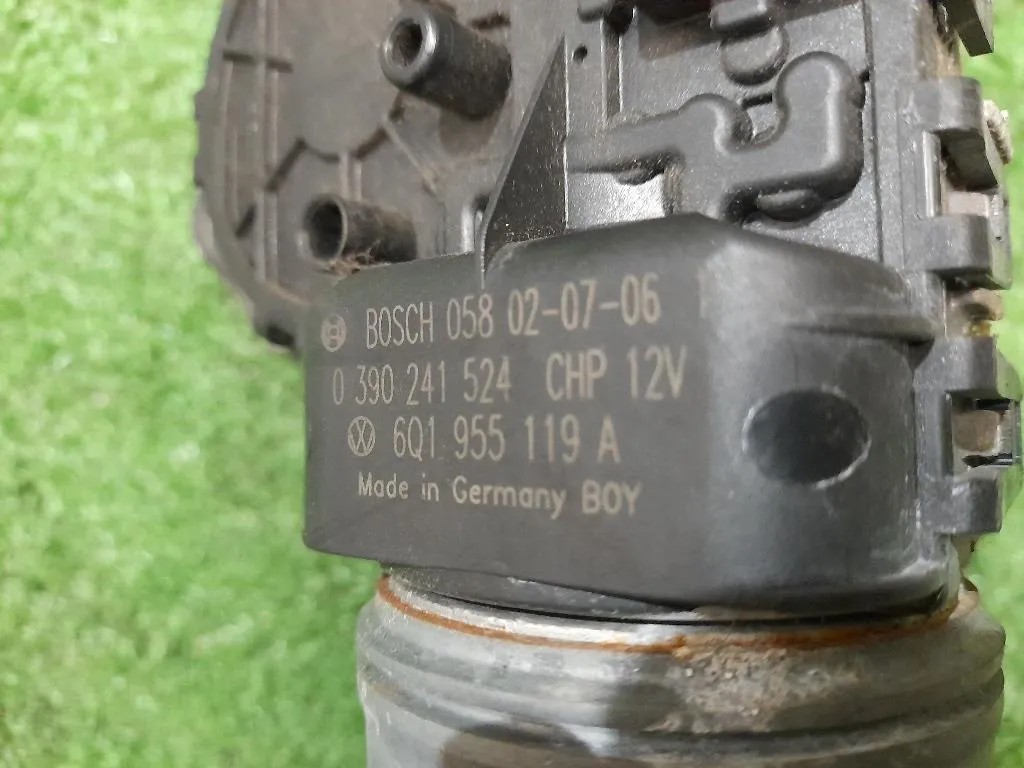 BOSCH 058 02-07-06
0 390 241 524 CHP 12V
6Q1 955 119 A
Made in Germany BOY